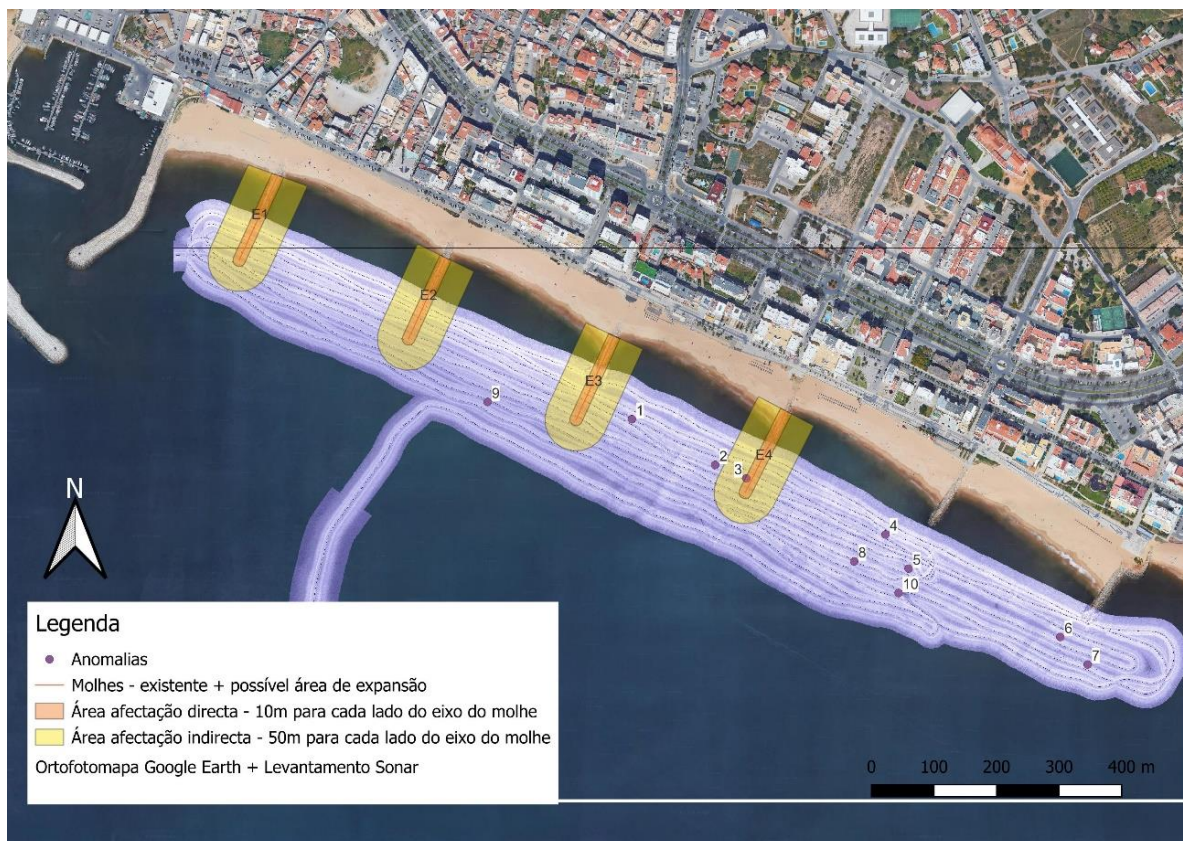 E1
E2
E3
E4
9
1
2
3
4
8
5
10
6
7
N
Legenda
Anomalias
Molhes - existente + possível área de expansão
Área afectação directa - 10m para cada lado do eixo do molhe
Área afectação indirecta - 50m para cada lado do eixo do molhe
Ortofotomapa Google Earth + Levantamento Sonar
0 100 200 300 400 m